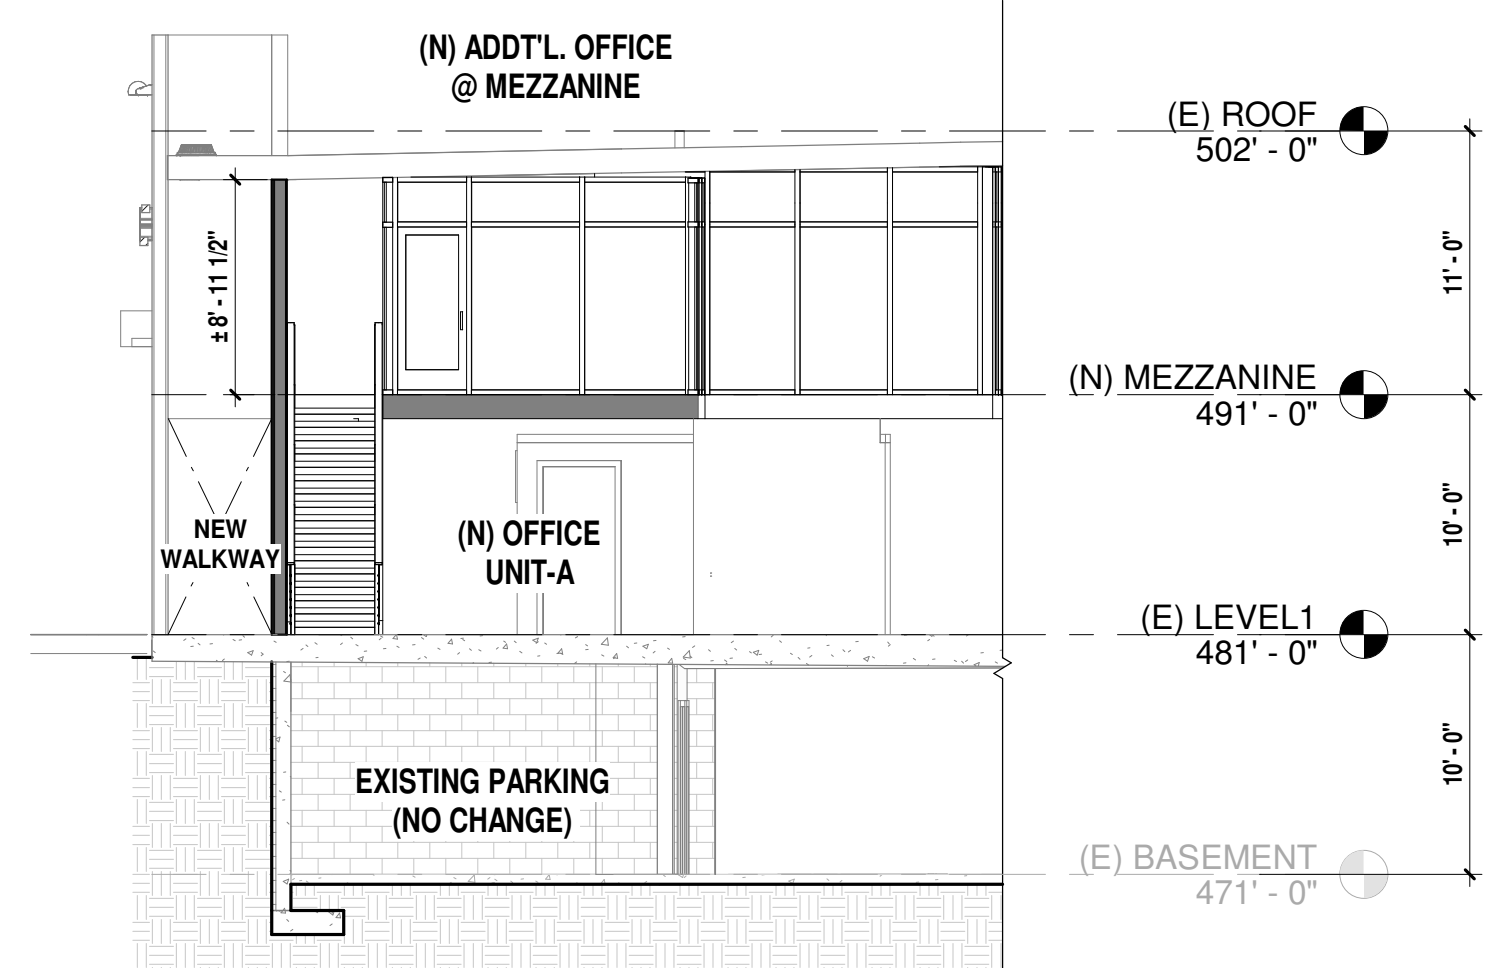 (N) ADDT'L. OFFICE
@ MEZZANINE
(E) ROOF
502' - 0"
± 8' - 11 1/2"
11' - 0"
(N) MEZZANINE
491' - 0"
NEW
WALKWAY
(N) OFFICE
UNIT-A
10' - 0"
(E) LEVEL1
481' - 0"
EXISTING PARKING
(NO CHANGE)
10' - 0"
(E) BASEMENT
471' - 0"